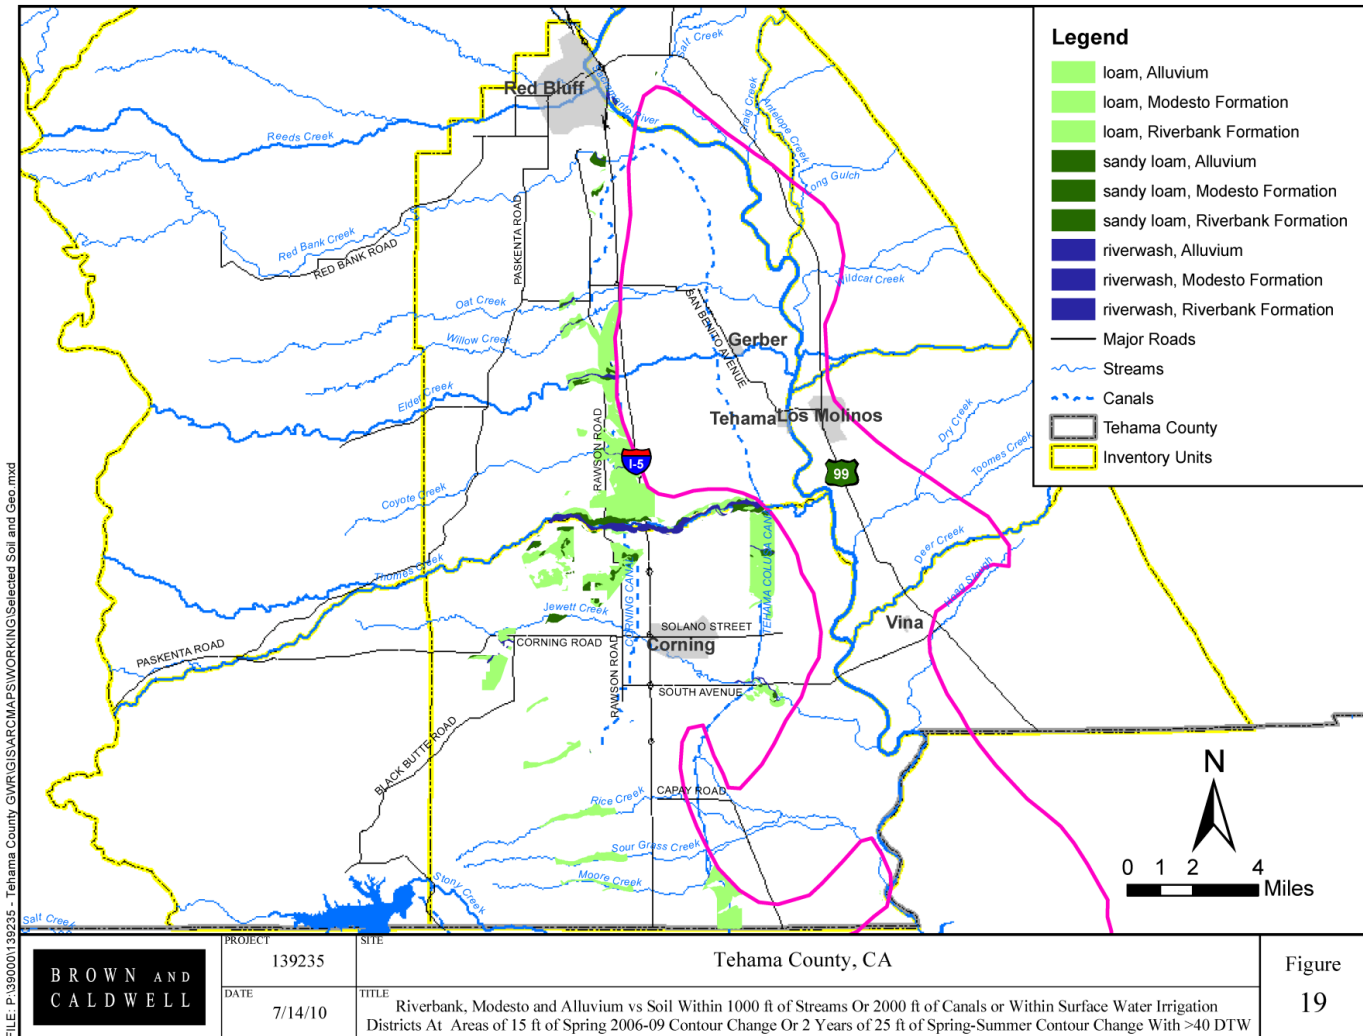 Red Bluff
Salt Creek
Sacramento River
Craig Creek
Antelope Creek
ong Gulch
Reeds Creek
Red Bank Creek
RED BANK ROAD
PASKENTA ROAD
Wildcat Creek
Oat Creek
Willow Creek
SAN BENITO AVENUE
Gerber
Elder Creek
Tehama
Los Molinos
RAWSON ROAD
I-5
99
Dry Creek
Toomes Creek
Coyote Creek
Thomes Creek
CORNING CANAL
TEHAMA COLUSA CANA
Deer Creek
Hoag Slough
Jewett Creek
SOLANO STREET
Vina
CORNING ROAD
Corning
PASKENTA ROAD
RAWSON ROAD
SOUTH AVENUE
BLACK BUTTE ROAD
CAPAY ROAD
Rice Creek
Sour Grass Creek
Moore Creek
Stony Creek
Salt Creek
Legend
loam, Alluvium
loam, Modesto Formation
loam, Riverbank Formation
sandy loam, Alluvium
sandy loam, Modesto Formation
sandy loam, Riverbank Formation
riverwash, Alluvium
riverwash, Modesto Formation
riverwash, Riverbank Formation
Major Roads
Streams
Canals
Tehama County
Inventory Units
N
0 1 2 4
Miles
FILE: P:\39000\139235 - Tehama County GWR\GIS\ARCMAPS\WORKING\Selected Soil and Geo.mxd
BROWN AND
CALDWELL
PROJECT
139235
DATE
7/14/10
SITE
Tehama County, CA
TITLE
Riverbank, Modesto and Alluvium vs Soil Within 1000 ft of Streams Or 2000 ft of Canals or Within Surface Water Irrigation
Districts At Areas of 15 ft of Spring 2006-09 Contour Change Or 2 Years of 25 ft of Spring-Summer Contour Change With >40 DTW
Figure
19